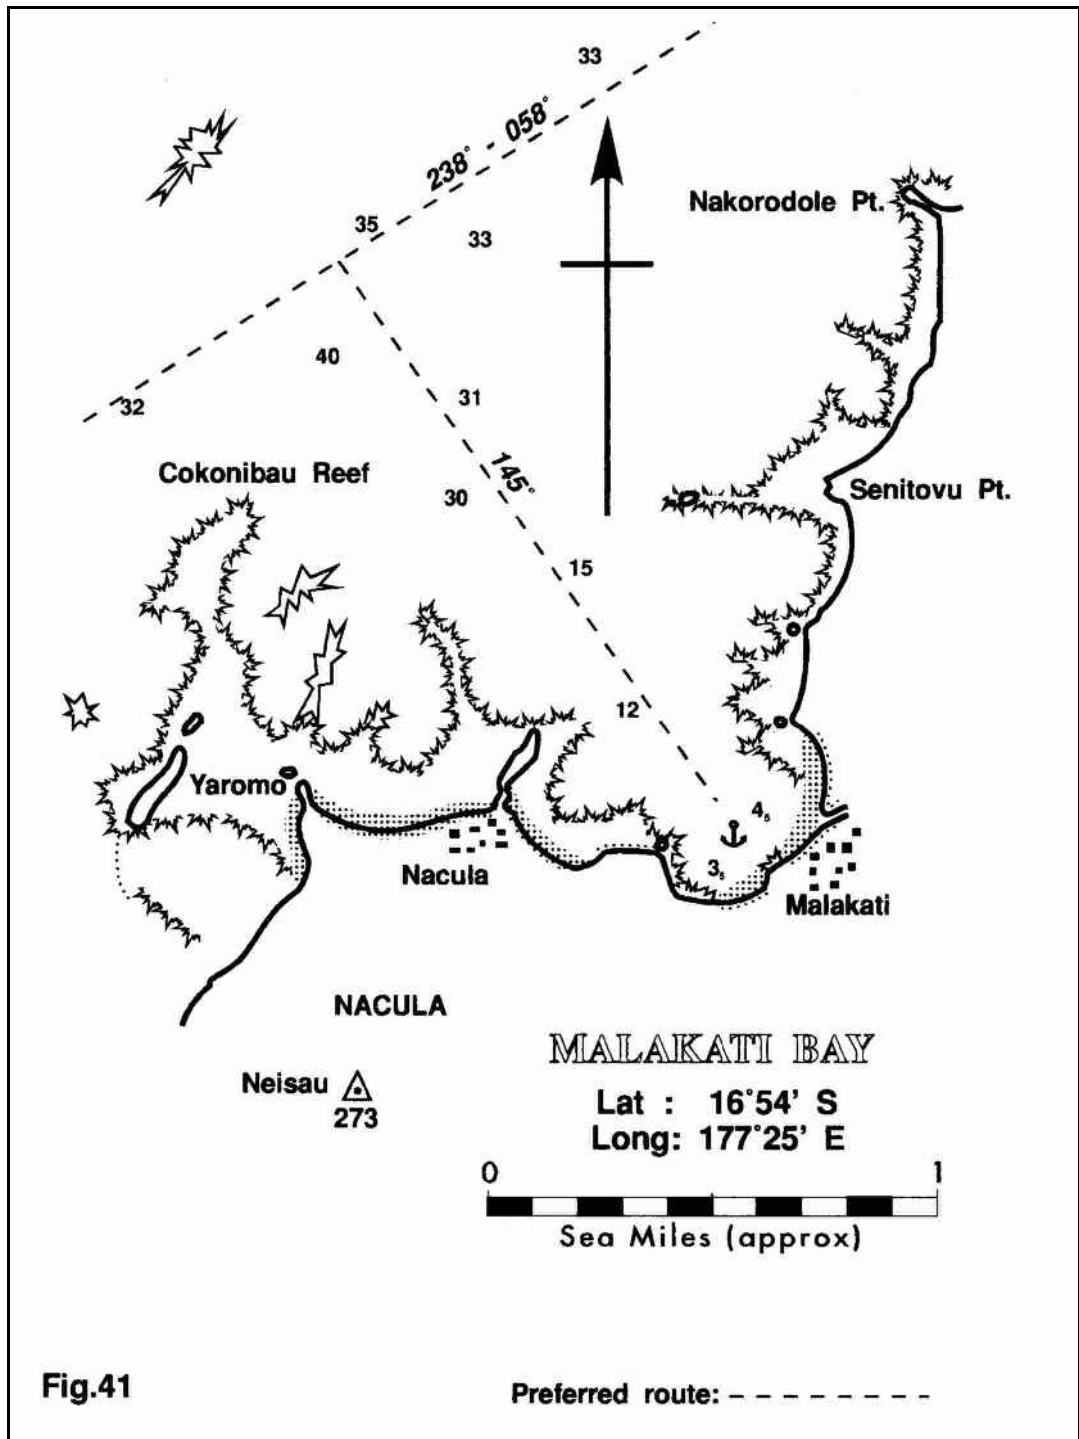 33
238° - 058°
Nakorodole Pt.
35
33
40
32
31
Cokonibau Reef
145°
30
Senitovu Pt.
15
12
Yaromo
4₅
3₅
Nacula
Malakati
NACULA
MALAKATI BAY
Neisau
273
Lat : 16°54' S
Long: 177°25' E
0 1
Sea Miles (approx)
Fig.41
Preferred route: